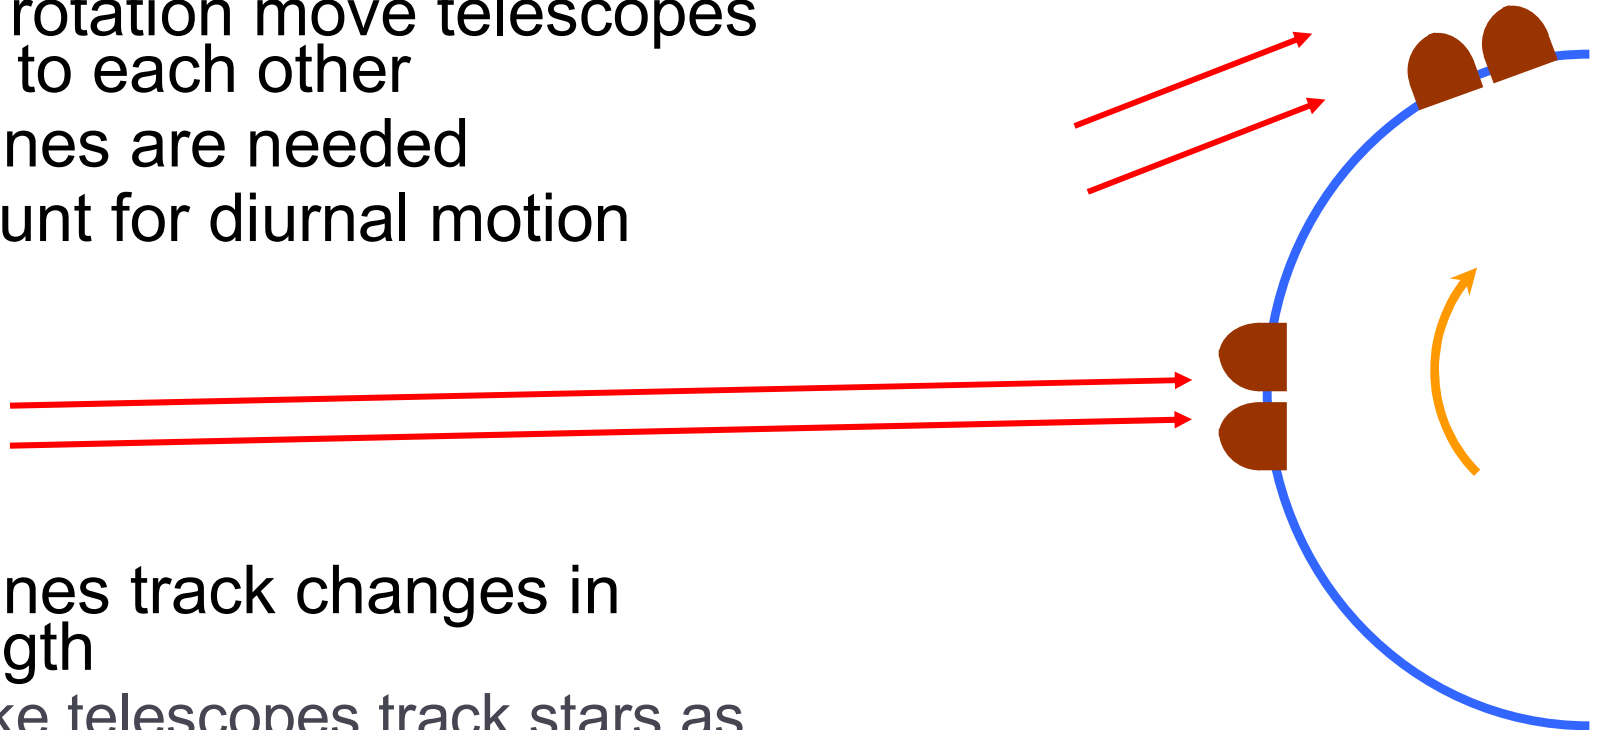 rotation move telescopes
to each other
nes are needed
unt for diurnal motion
nes track changes in
gth
ke telescopes track stars as